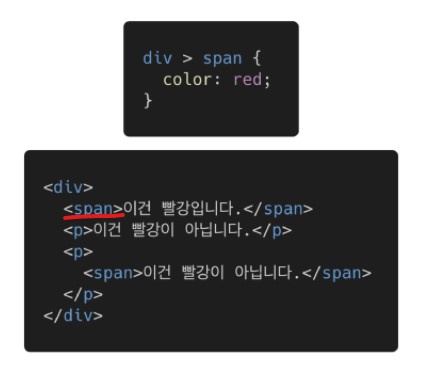 div > span {
  color: red;
}
<div>
  <span>이건 빨강입니다.</span>
  <p>이건 빨강이 아닙니다.</p>
  <p>
    <span>이건 빨강이 아닙니다.</span>
  </p>
</div>